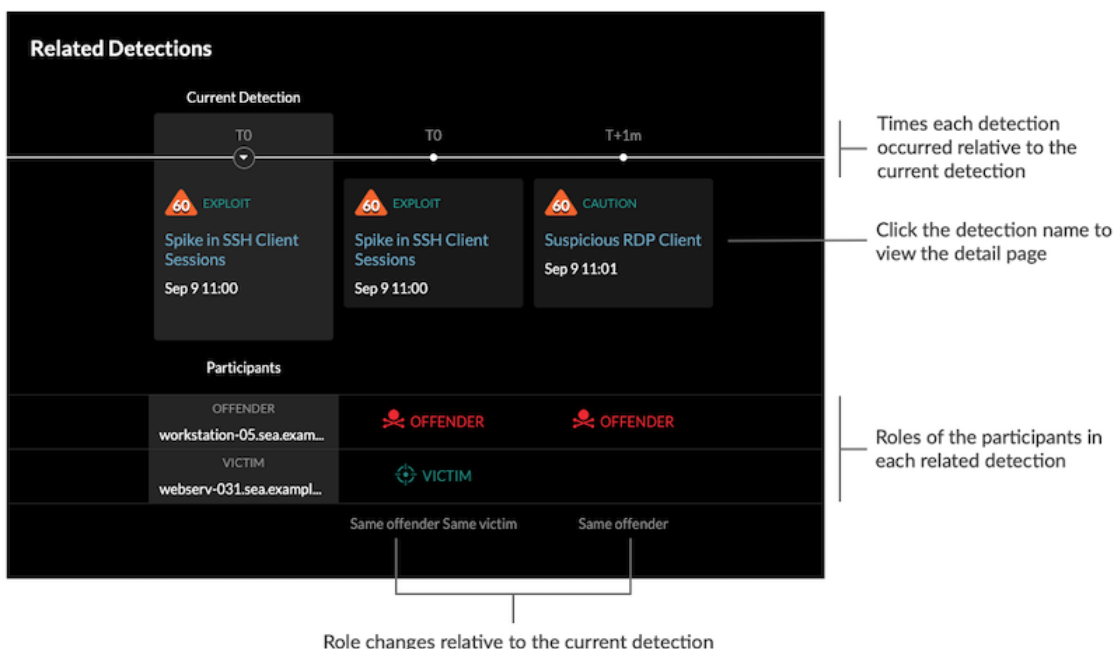 Related Detections
Current Detection
T0
T0
T+1m
60 EXPLOIT
Spike in SSH Client
Sessions
Sep 9 11:00
60 EXPLOIT
Spike in SSH Client
Sessions
Sep 9 11:00
60 CAUTION
Suspicious RDP Client
Sep 9 11:01
Participants
OFFENDER
workstation-05.sea.exam...
OFFENDER
OFFENDER
VICTIM
webserv-031.sea.exampl...
VICTIM
Same offender Same victim
Same offender
Times each detection
occurred relative to the
current detection
Click the detection name to
view the detail page
Roles of the participants in
each related detection
Role changes relative to the current detection